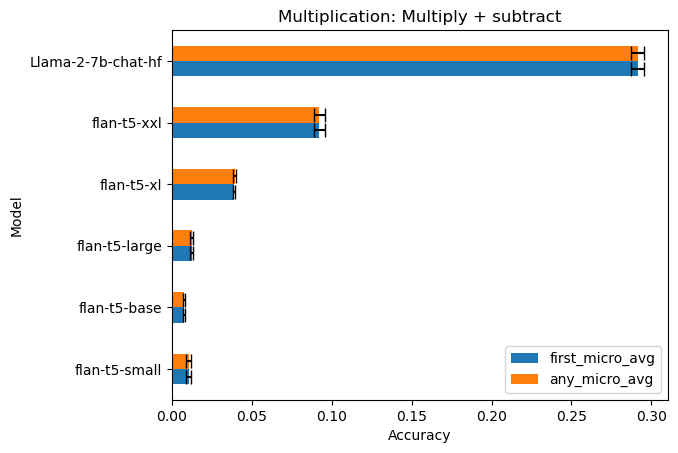 Multiplication: Multiply + subtract
Model
Llama-2-7b-chat-hf
flan-t5-xxl
flan-t5-xl
flan-t5-large
flan-t5-base
flan-t5-small
first_micro_avg
any_micro_avg
0.00 0.05 0.10 0.15 0.20 0.25 0.30
Accuracy